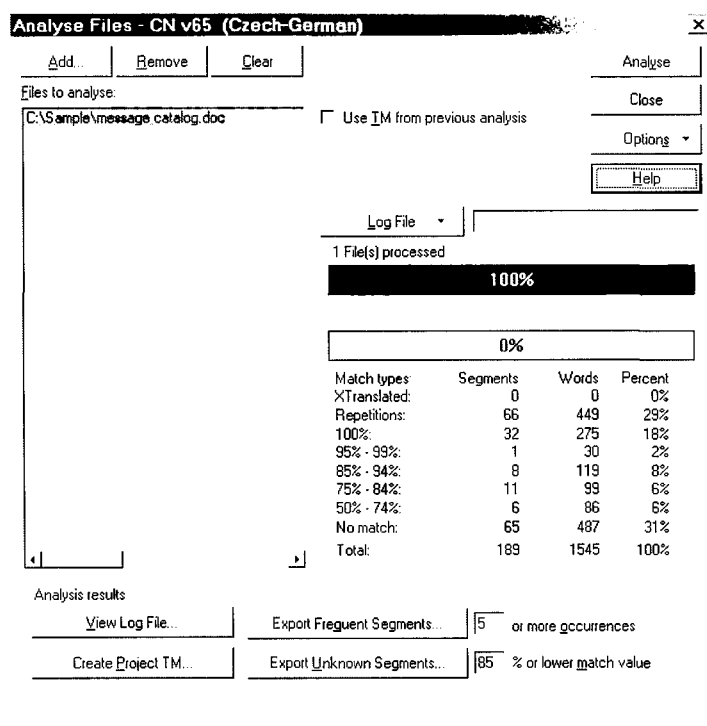 Analyse Files - CN v65 (Czech-German)
Add... Remove Clear Analyse
Files to analyse: Close
C:\Sample\message catalog.doc Use TM from previous analysis
Options
Help
Log File
1 File(s) processed
100%
0%
Match types: Segments Words Percent
XTranslated: 0 0 0%
Repetitions: 66 449 29%
100%: 32 275 18%
95% - 99%: 1 30 2%
85% - 94%: 8 119 8%
75% - 84%: 11 99 6%
50% - 74%: 6 86 6%
No match: 65 487 31%
Total: 189 1545 100%
Analysis results
View Log File... Export Frequent Segments... 5 or more occurrences
Create Project TM... Export Unknown Segments... 85 % or lower match value